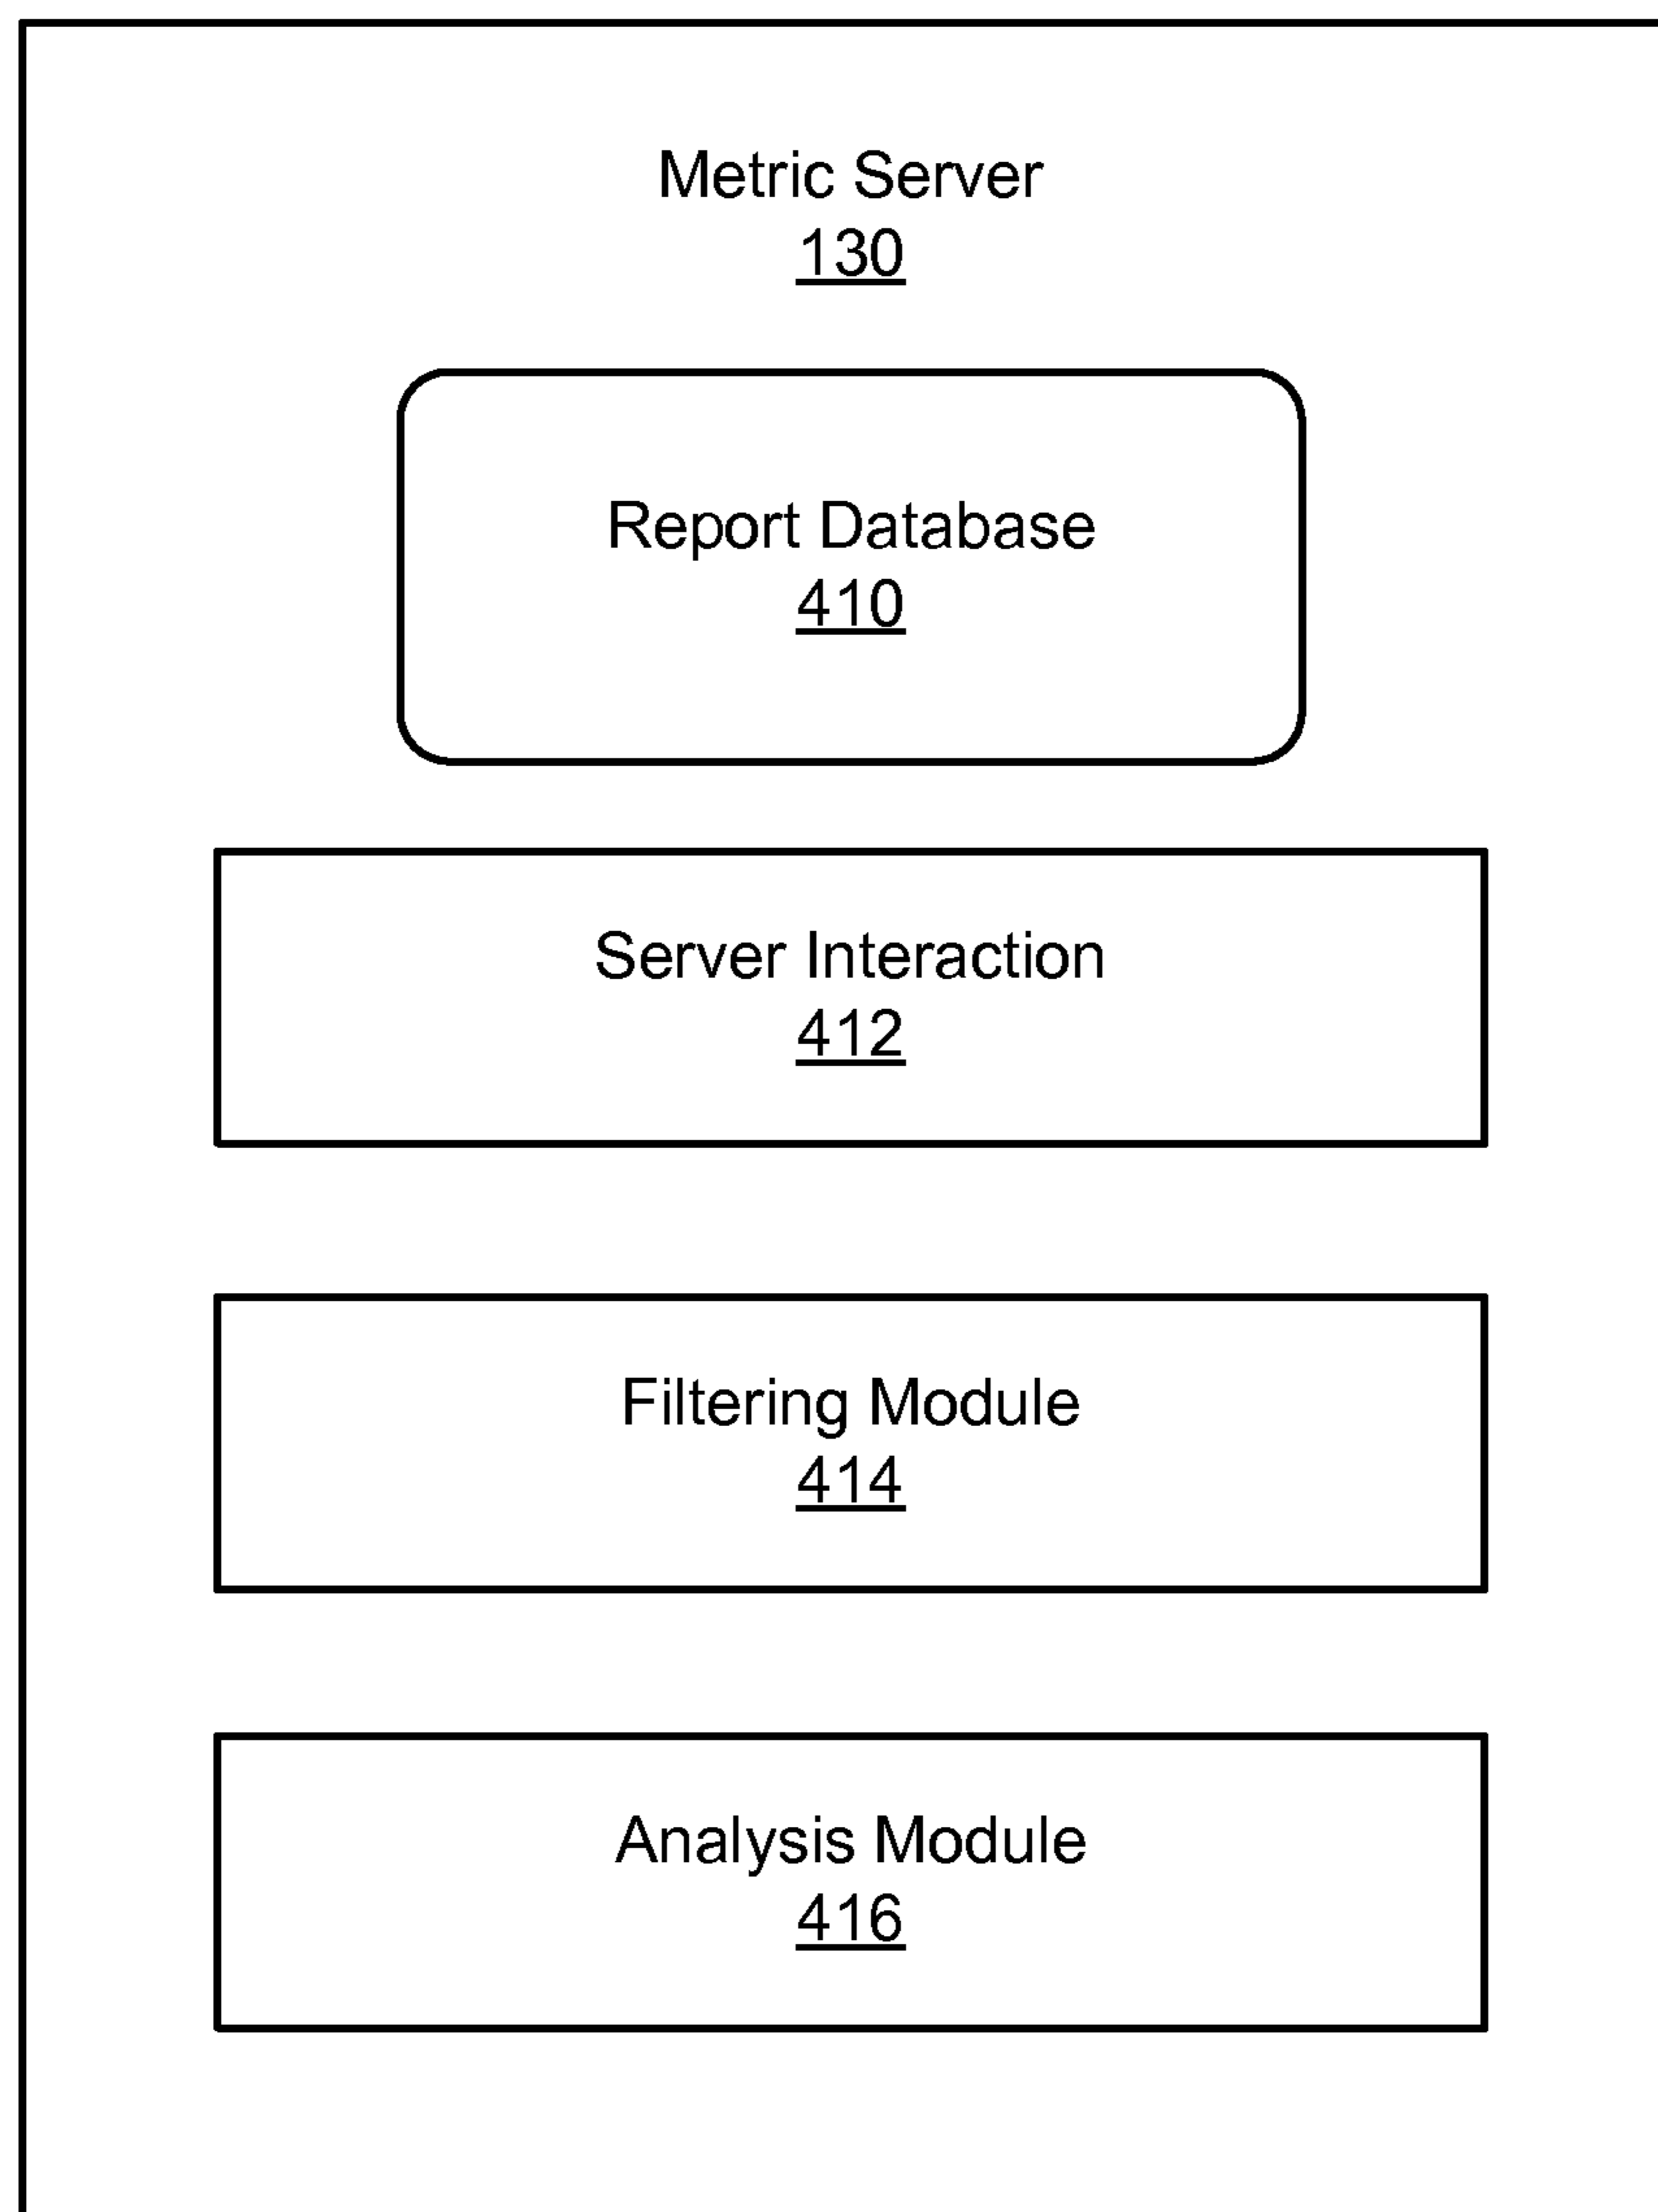 Metric Server
130
Report Database
410
Server Interaction
412
Filtering Module
414
Analysis Module
416